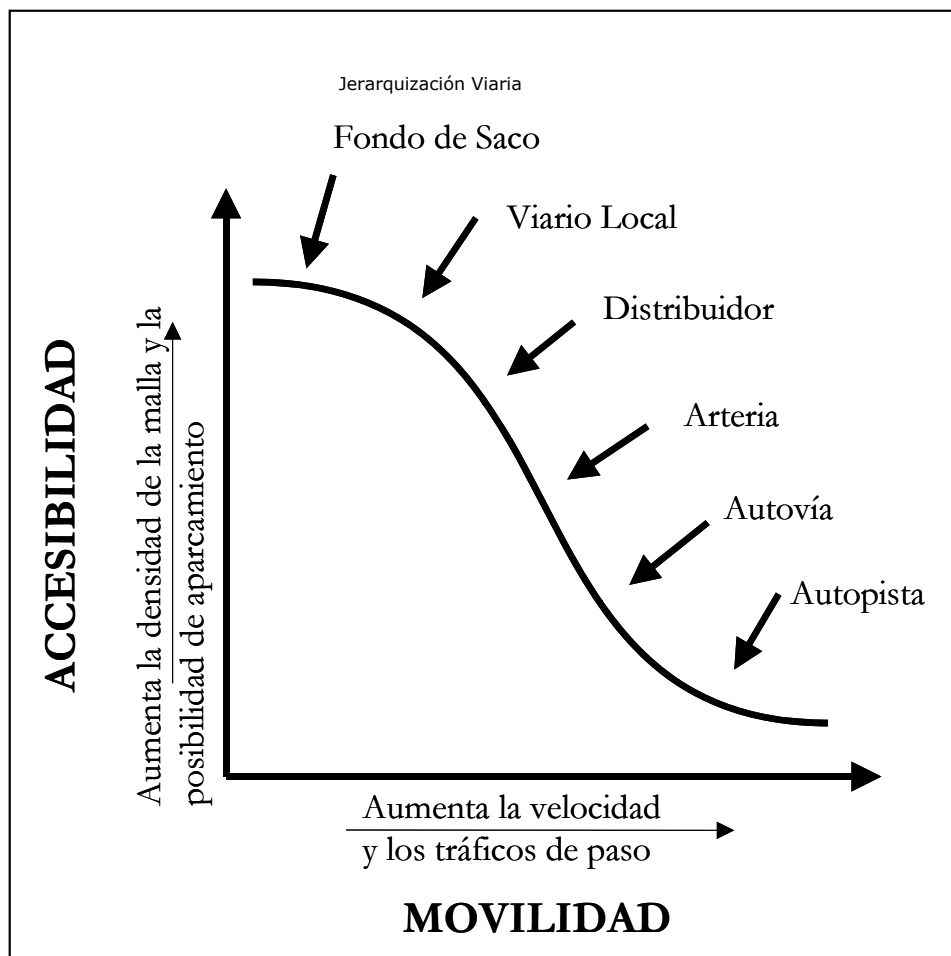 Jerarquización Viaria
Fondo de Saco
Viario Local
Distribuidor
Arteria
Autovía
Autopista
ACCESIBILIDAD
Aumenta la densidad de la malla y la
posibilidad de aparcamiento
Aumenta la velocidad
y los tráficos de paso
MOVILIDAD